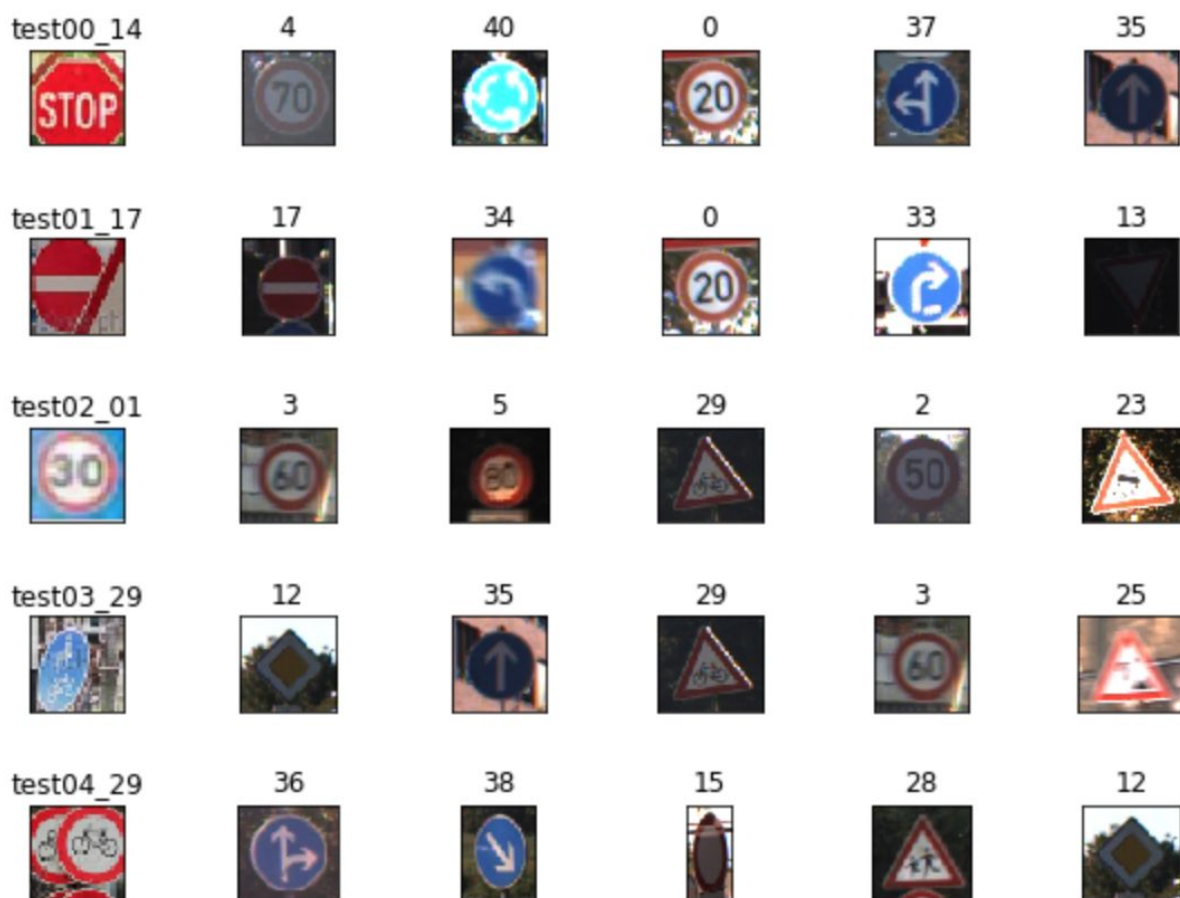 test00_14 4 40 0 37 35
STOP 70 20
test01_17 17 34 0 33 13
20
test02_01 3 5 29 2 23
30 60 80 50
test03_29 12 35 29 3 25
60
test04_29 36 38 15 28 12